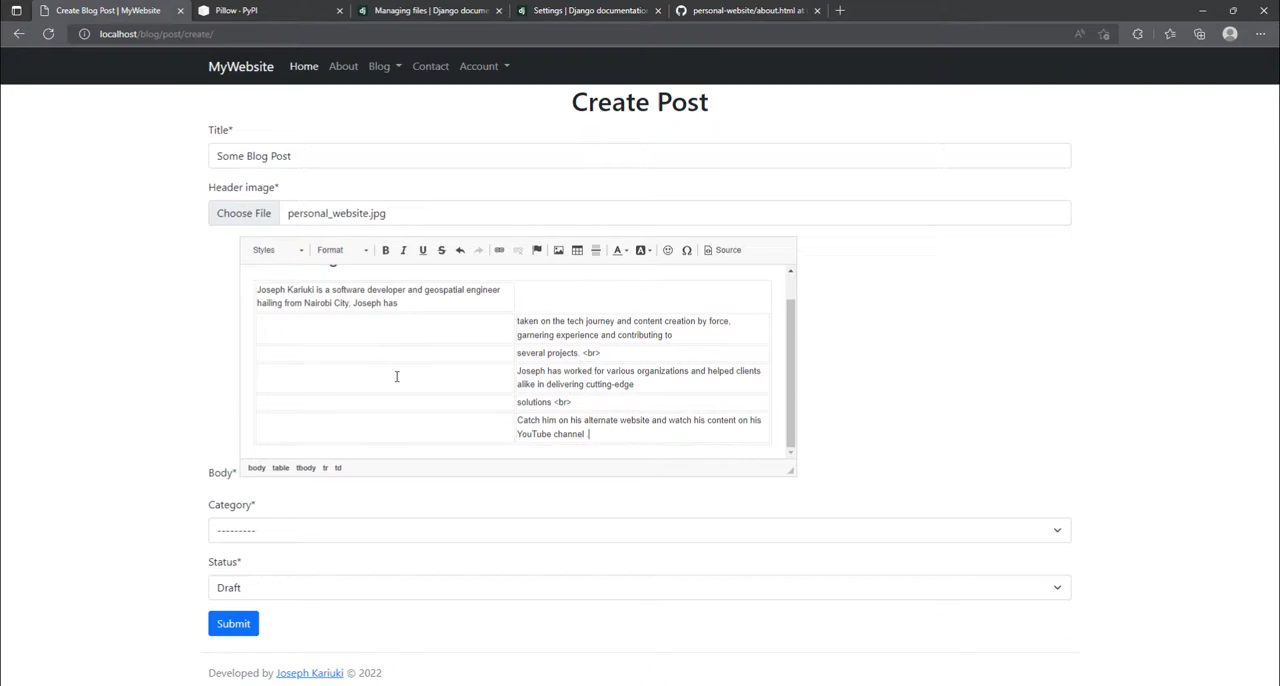 Create Blog Post | MyWebsite
Pillow · PyPI
Managing files | Django docume
Settings | Django documentatio
personal-website/about.html at
localhost/blog/post/create/
MyWebsite Home About Blog Contact Account
Create Post
Title*
Some Blog Post
Header image*
Choose File personal_website.jpg
Styles Format B I U S A A Ω Source
Joseph Kariuki is a software developer and geospatial engineer
hailing from Nairobi City, Joseph has
taken on the tech journey and content creation by force,
garnering experience and contributing to
several projects. <br>
Joseph has worked for various organizations and helped clients
alike in delivering cutting-edge
solutions <br>
Catch him on his alternate website and watch his content on his
YouTube channel
body table tbody tr td
Body*
Category*
---------
Status*
Draft
Submit
Developed by Joseph Kariuki © 2022